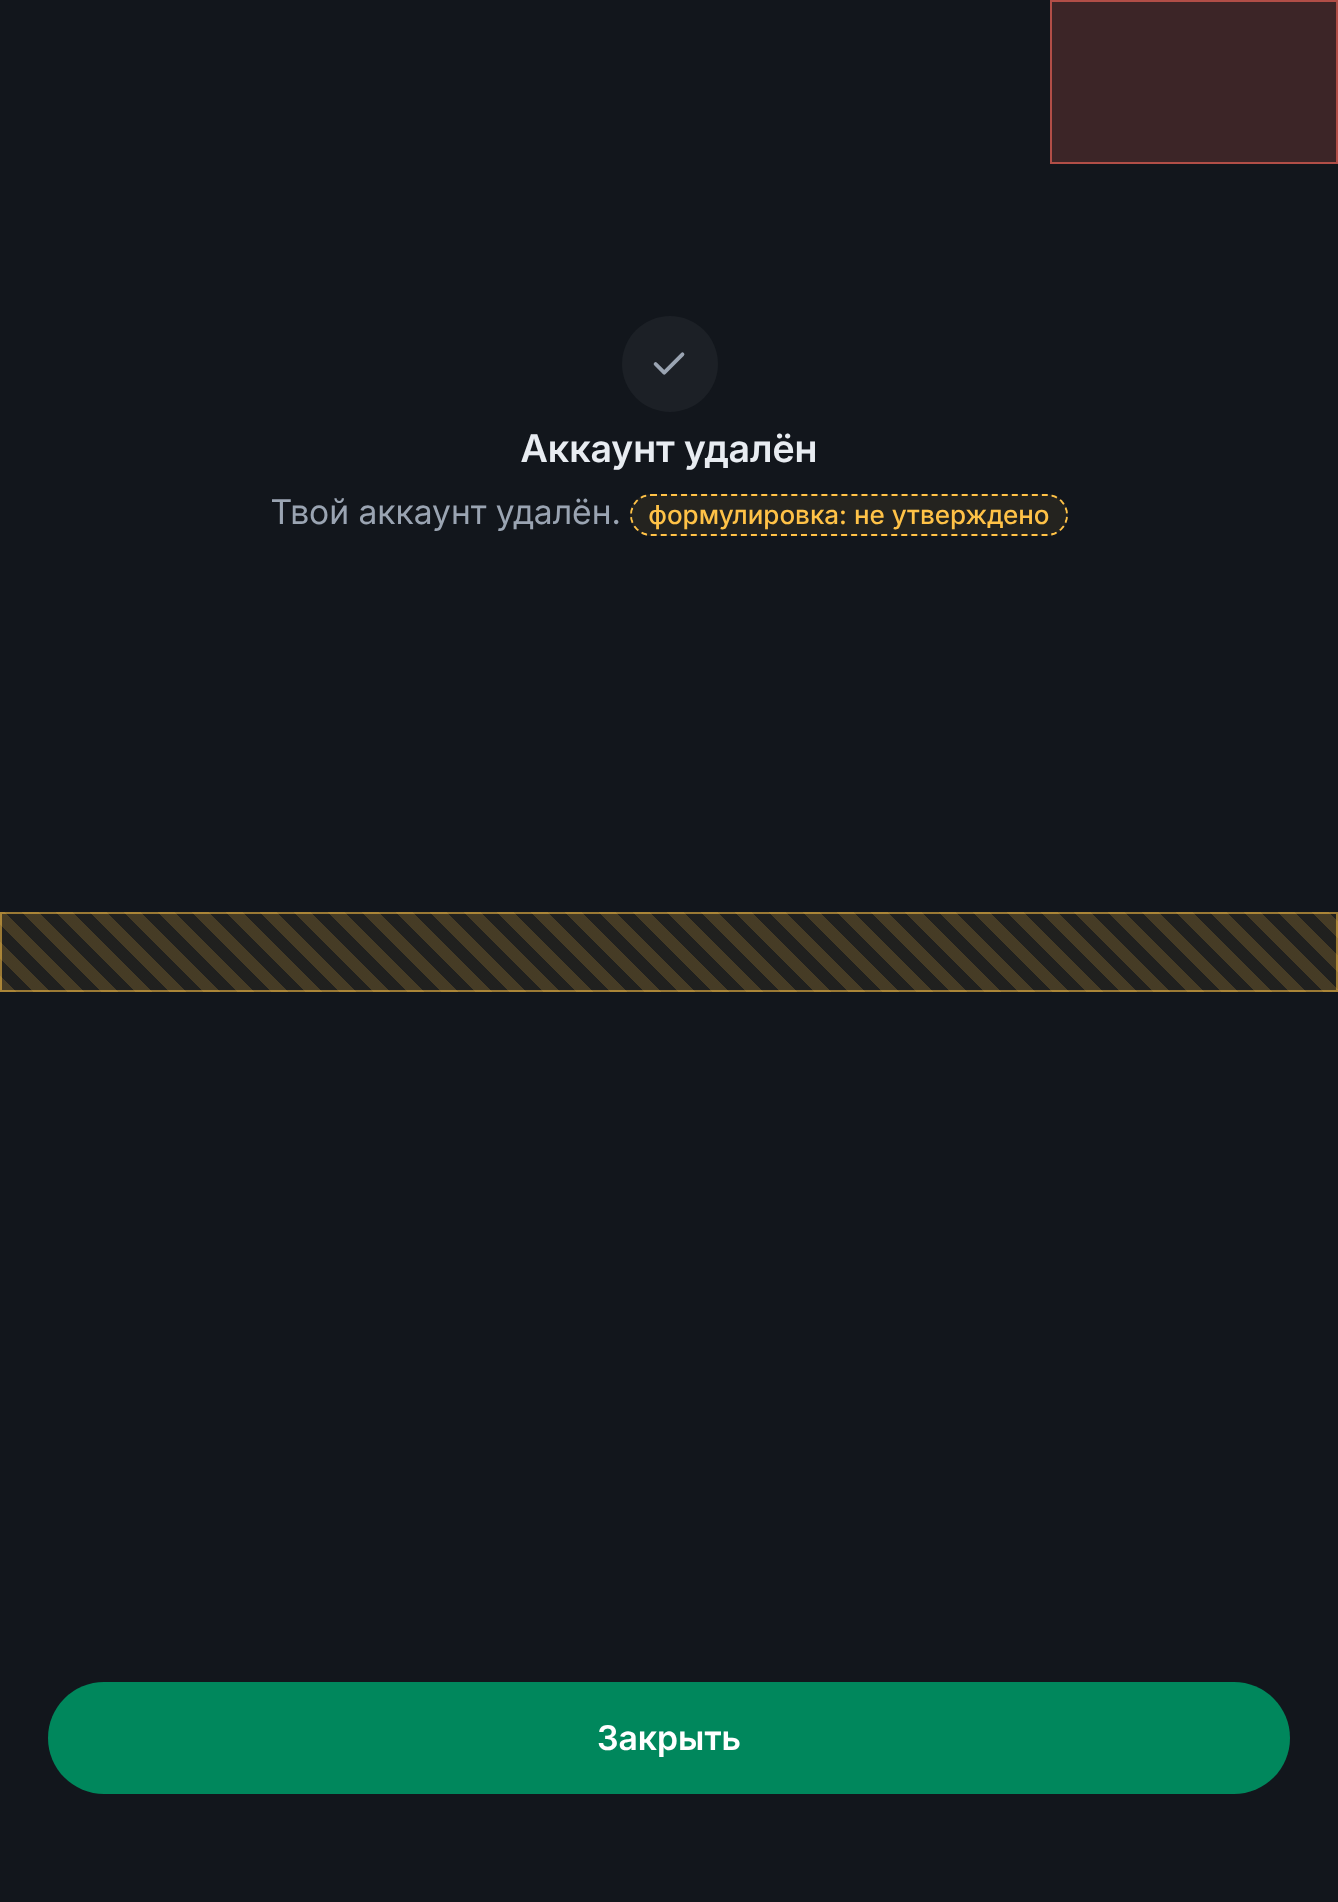 Аккаунт удалён
Твой аккаунт удалён. формулировка: не утверждено
Закрыть